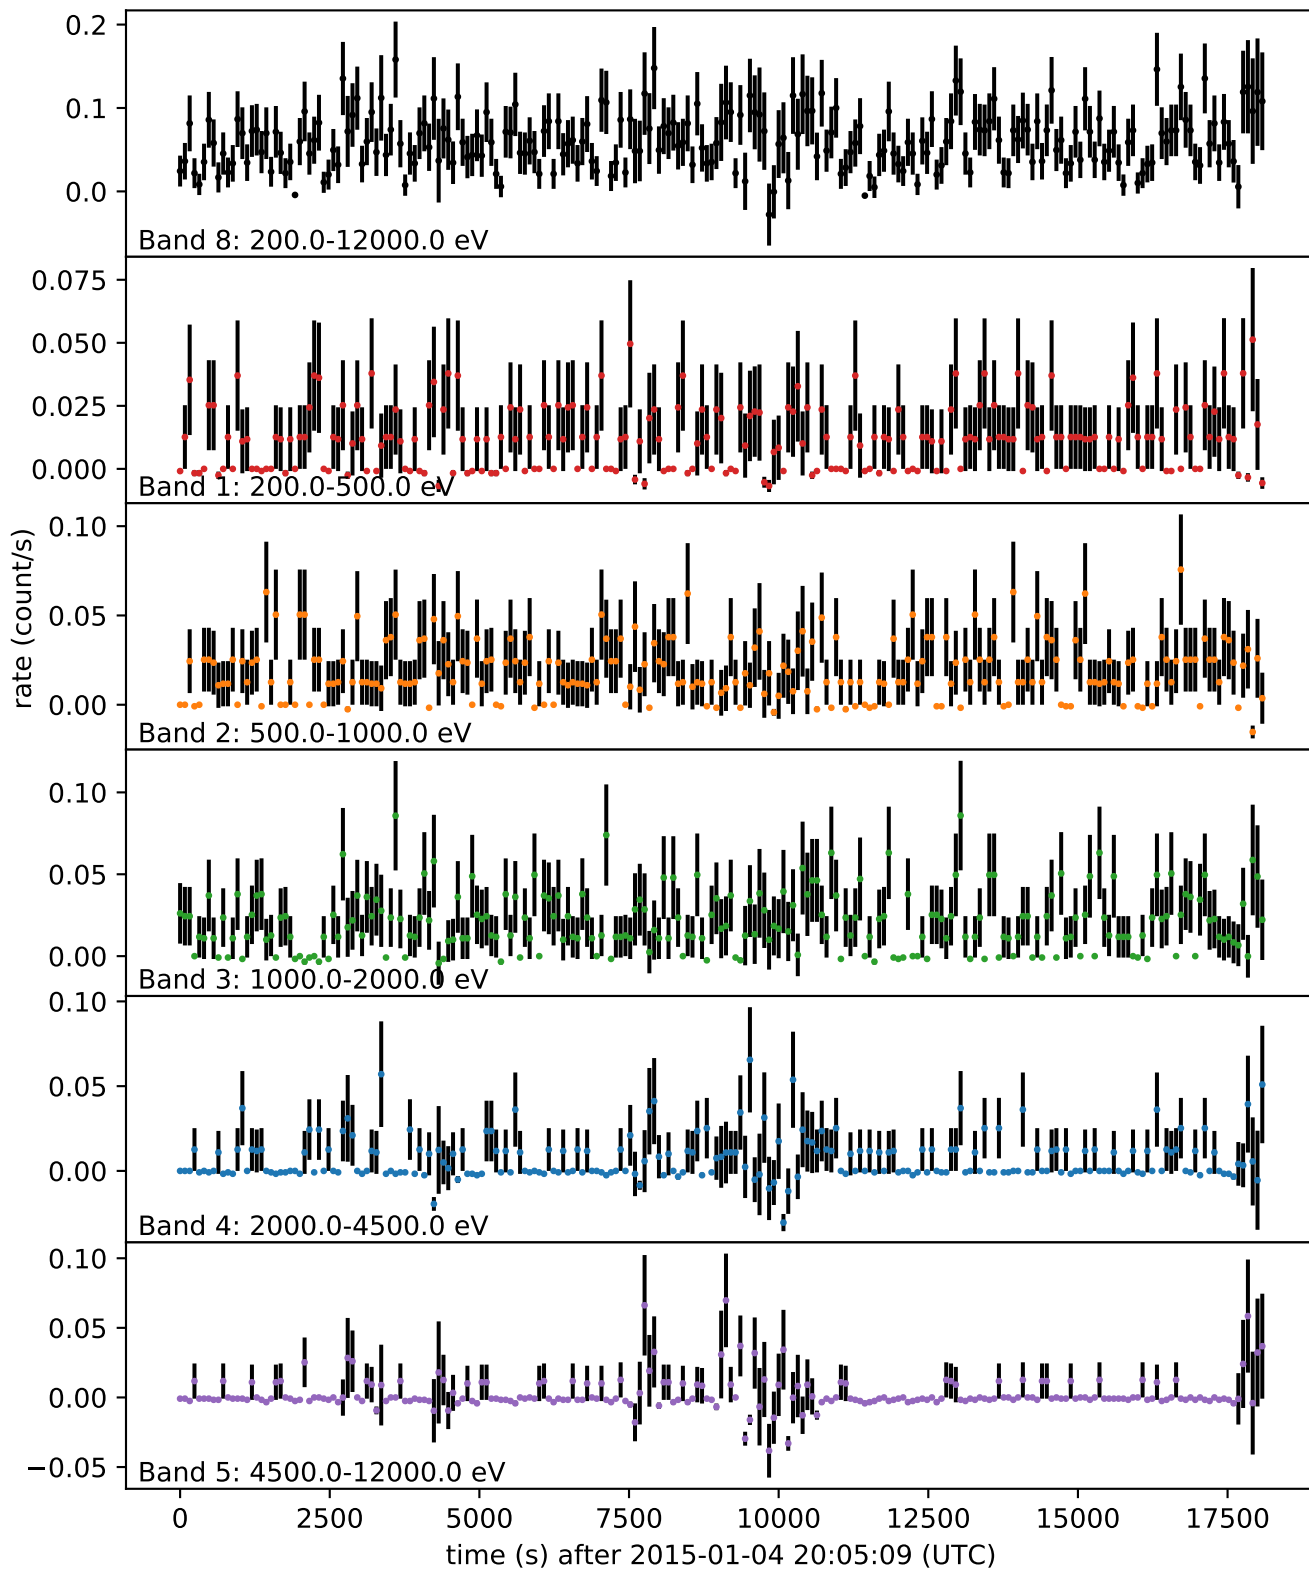 0.2
0.1
0.0
Band 8: 200.0-12000.0 eV
0.075
0.050
0.025
0.000
Band 1: 200.0-500.0 eV
0.10
0.05
0.00
Band 2: 500.0-1000.0 eV
rate (count/s)
0.10
0.05
0.00
Band 3: 1000.0-2000.0 eV
0.10
0.05
0.00
Band 4: 2000.0-4500.0 eV
0.10
0.05
0.00
−0.05
Band 5: 4500.0-12000.0 eV
0 2500 5000 7500 10000 12500 15000 17500
time (s) after 2015-01-04 20:05:09 (UTC)